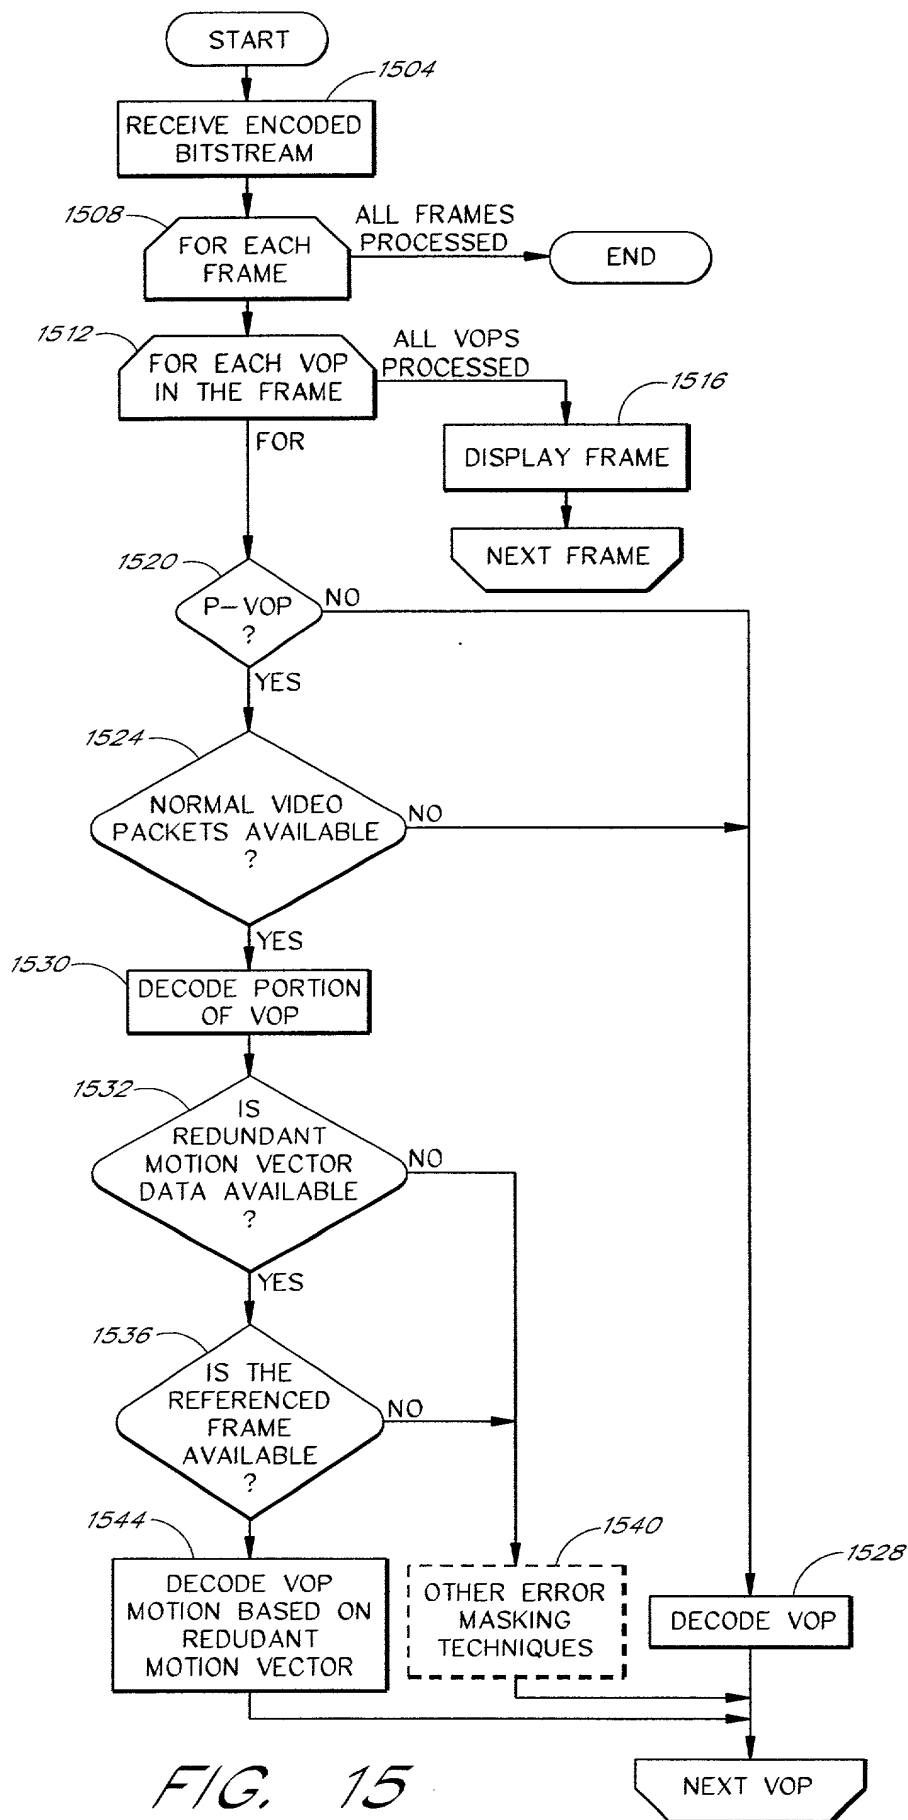 START
1504
RECEIVE ENCODED
BITSTREAM
1508
FOR EACH
FRAME
ALL FRAMES
PROCESSED
END
1512
FOR EACH VOP
IN THE FRAME
ALL VOPS
PROCESSED
1516
DISPLAY FRAME
NEXT FRAME
FOR
1520
P-VOP
?
NO
YES
1524
NORMAL VIDEO
PACKETS AVAILABLE
?
NO
YES
1530
DECODE PORTION
OF VOP
1532
IS
REDUNDANT
MOTION VECTOR
DATA AVAILABLE
?
NO
YES
1536
IS THE
REFERENCED
FRAME
AVAILABLE
?
NO
1544
DECODE VOP
MOTION BASED ON
REDUDANT
MOTION VECTOR
1540
OTHER ERROR
MASKING
TECHNIQUES
1528
DECODE VOP
NEXT VOP
FIG. 15